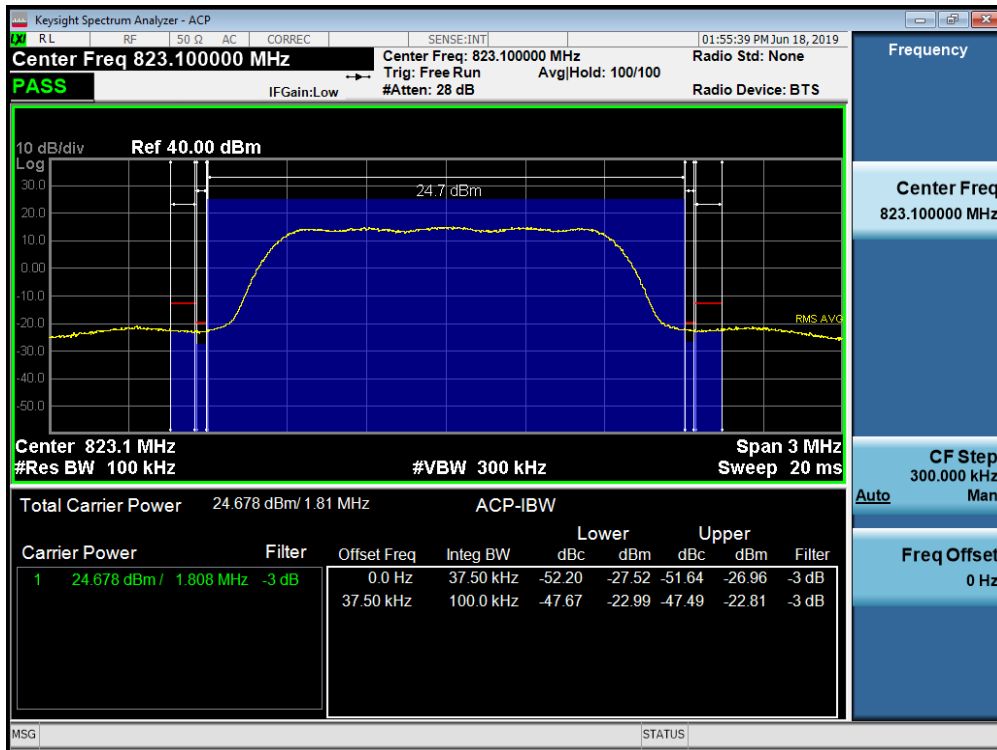 Keysight Spectrum Analyzer - ACP
LXI RL RF 50 Ω AC CORREC SENSE:INT 01:55:39 PM Jun 18, 2019
Center Freq 823.100000 MHz
PASS
IFGain:Low
Center Freq: 823.100000 MHz
Trig: Free Run Avg|Hold: 100/100
#Atten: 28 dB
Radio Std: None
Radio Device: BTS
10 dB/div Ref 40.00 dBm
Log
30.0
20.0
10.0
0.00
-10.0
-20.0
-30.0
-40.0
-50.0
24.7 dBm
RMS AVG
Center 823.1 MHz Span 3 MHz
#Res BW 100 kHz #VBW 300 kHz Sweep 20 ms
Total Carrier Power 24.678 dBm/ 1.81 MHz ACP-IBW
Lower Upper
Carrier Power Filter Offset Freq Integ BW dBc dBm dBc dBm Filter
1 24.678 dBm / 1.808 MHz -3 dB 0.0 Hz 37.50 kHz -52.20 -27.52 -51.64 -26.96 -3 dB
37.50 kHz 100.0 kHz -47.67 -22.99 -47.49 -22.81 -3 dB
MSG STATUS
Frequency
Center Freq
823.100000 MHz
CF Step
300.000 kHz
Auto Man
Freq Offset
0 Hz